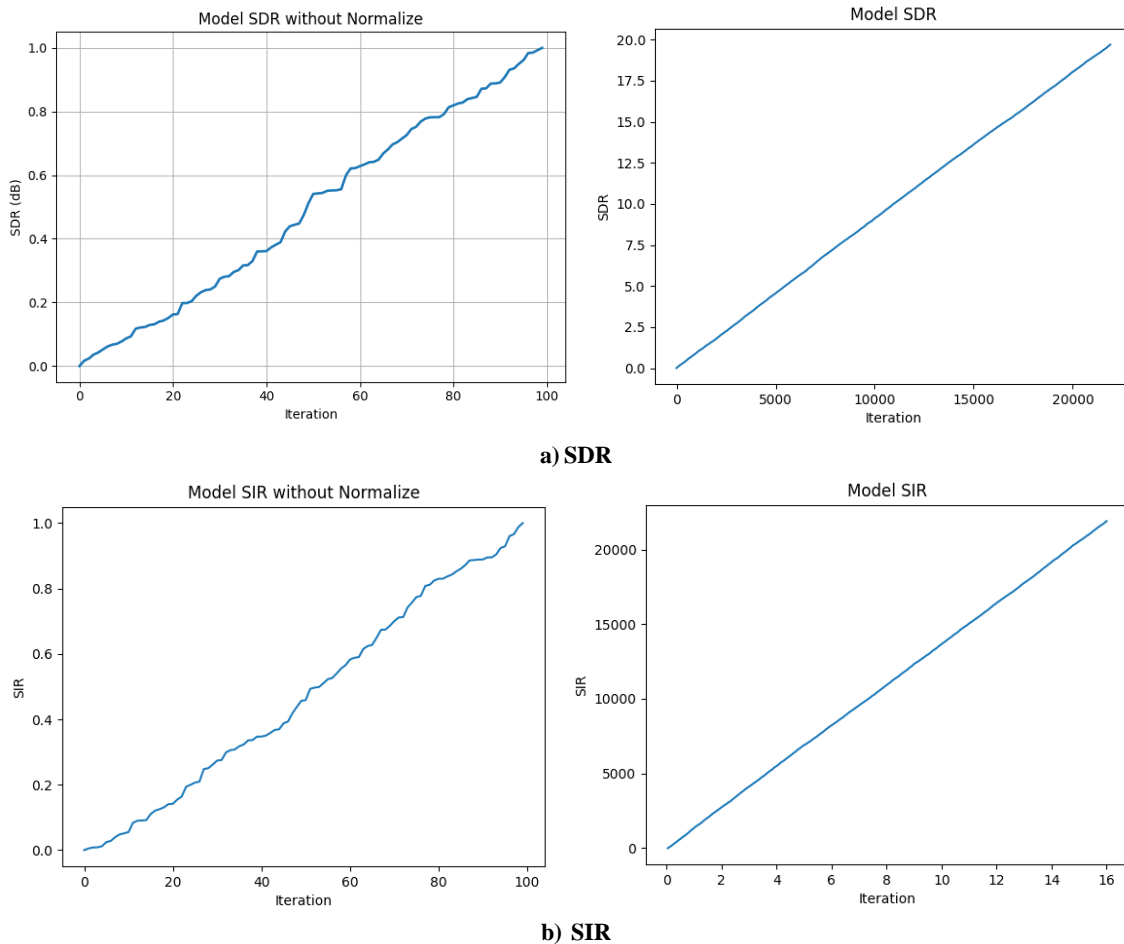 Model SDR without Normalize
1.0
0.8
0.6
0.4
0.2
0.0
SDR (dB)
0 20 40 60 80 100
Iteration
Model SDR
20.0
17.5
15.0
12.5
10.0
7.5
5.0
2.5
0.0
SDR
0 5000 10000 15000 20000
Iteration
a) SDR
Model SIR without Normalize
1.0
0.8
0.6
0.4
0.2
0.0
SIR
0 20 40 60 80 100
Iteration
Model SIR
20000
15000
10000
5000
0
SIR
0 2 4 6 8 10 12 14 16
Iteration
b) SIR